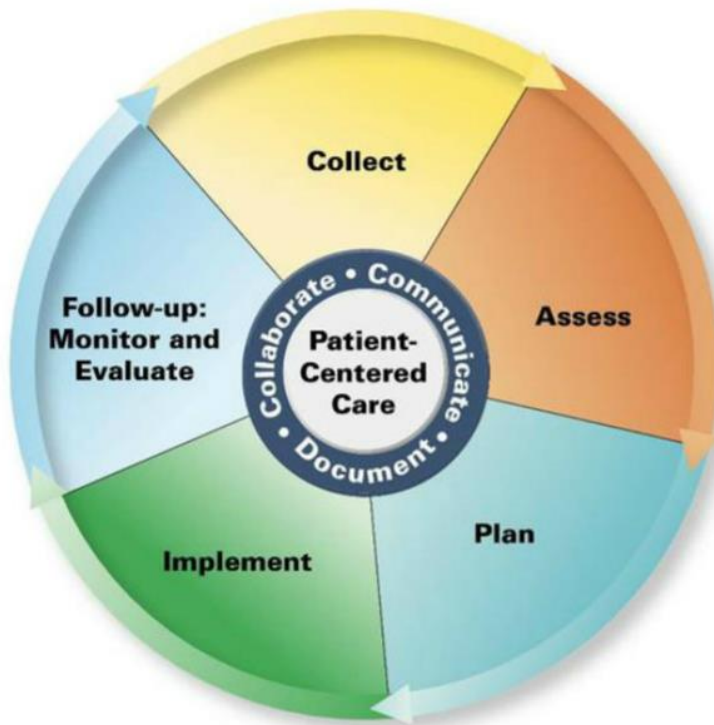 Collect
Assess
Plan
Implement
Follow-up:
Monitor and
Evaluate
Collaborate • Communicate • Document •
Patient-
Centered
Care